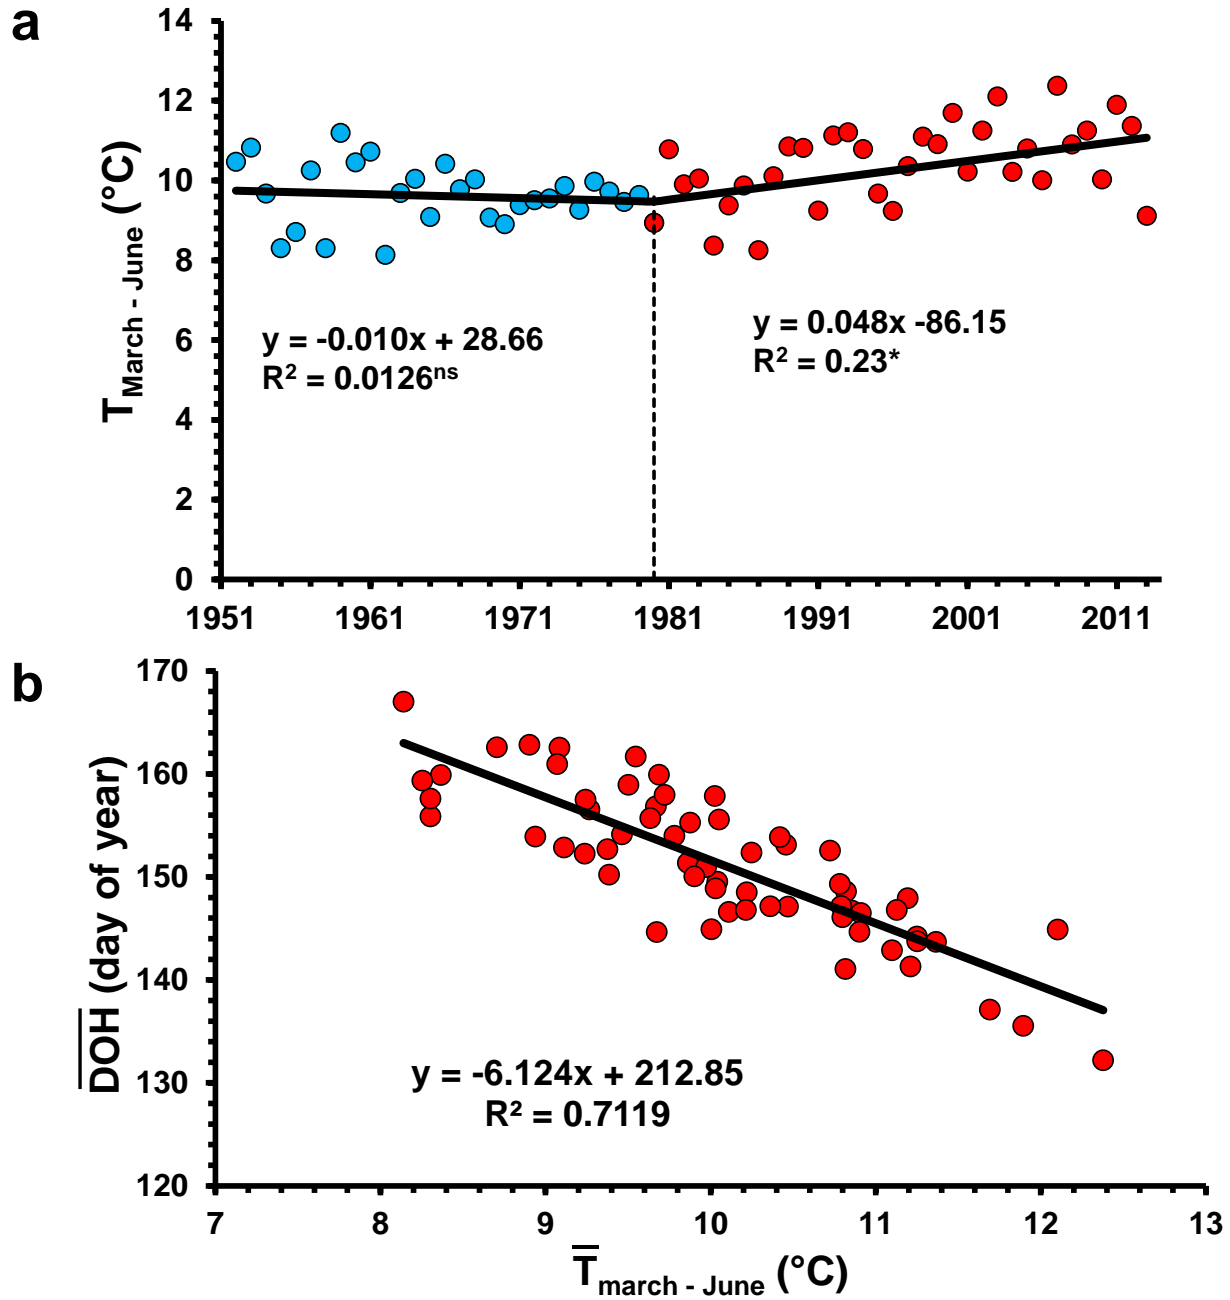 a
14
12
10
8
6
4
2
0
T March - June (°C)
y = -0.010x + 28.66
R² = 0.0126ns
y = 0.048x -86.15
R² = 0.23*
1951 1961 1971 1981 1991 2001 2011
b
170
160
150
140
130
120
DOH (day of year)
y = -6.124x + 212.85
R² = 0.7119
7 8 9 10 11 12 13
T march - June (°C)